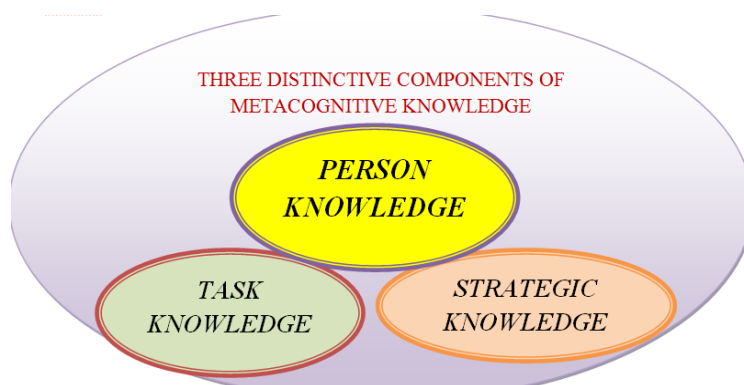 THREE DISTINCTIVE COMPONENTS OF
METACOGNITIVE KNOWLEDGE
PERSON
KNOWLEDGE
TASK
KNOWLEDGE
STRATEGIC
KNOWLEDGE